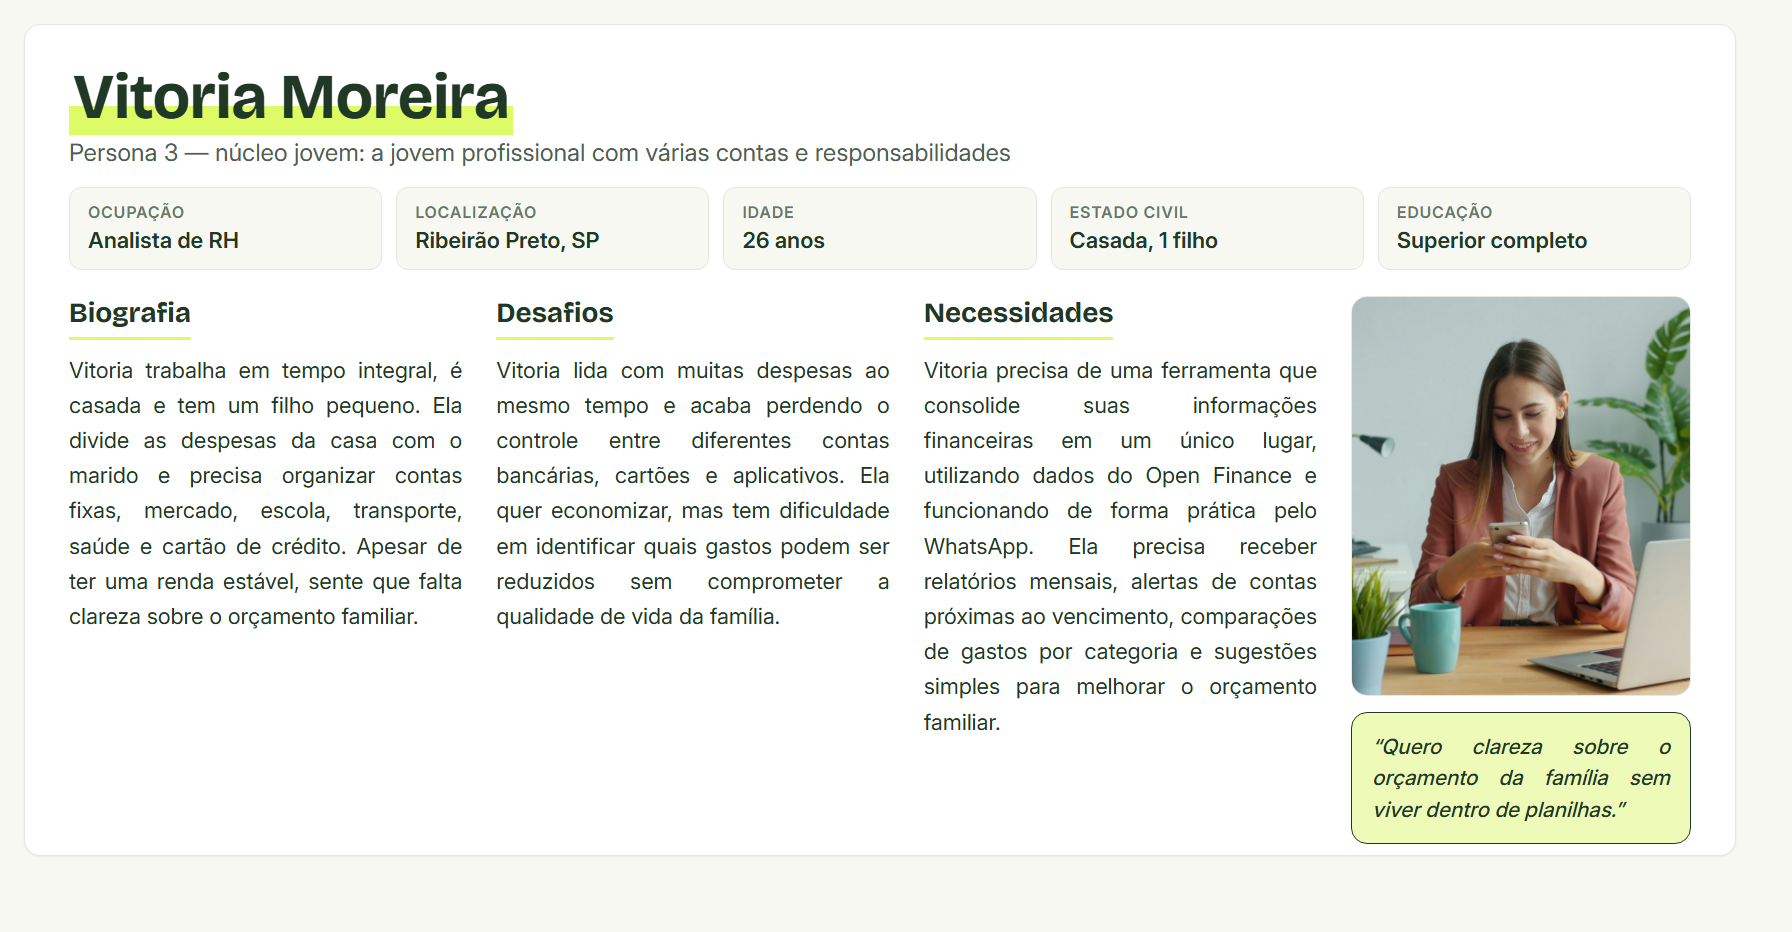 Vitoria Moreira
Persona 3 — núcleo jovem: a jovem profissional com várias contas e responsabilidades
OCUPAÇÃO
Analista de RH
LOCALIZAÇÃO
Ribeirão Preto, SP
IDADE
26 anos
ESTADO CIVIL
Casada, 1 filho
EDUCAÇÃO
Superior completo
Biografia
Vitoria trabalha em tempo integral, é
casada e tem um filho pequeno. Ela
divide as despesas da casa com o
marido e precisa organizar contas
fixas, mercado, escola, transporte,
saúde e cartão de crédito. Apesar de
ter uma renda estável, sente que falta
clareza sobre o orçamento familiar.
Desafios
Vitoria lida com muitas despesas ao
mesmo tempo e acaba perdendo o
controle entre diferentes contas
bancárias, cartões e aplicativos. Ela
quer economizar, mas tem dificuldade
em identificar quais gastos podem ser
reduzidos sem comprometer a
qualidade de vida da família.
Necessidades
Vitoria precisa de uma ferramenta que
consolide suas informações
financeiras em um único lugar,
utilizando dados do Open Finance e
funcionando de forma prática pelo
WhatsApp. Ela precisa receber
relatórios mensais, alertas de contas
próximas ao vencimento, comparações
de gastos por categoria e sugestões
simples para melhorar o orçamento
familiar.
“Quero clareza sobre o
orçamento da família sem
viver dentro de planilhas.”